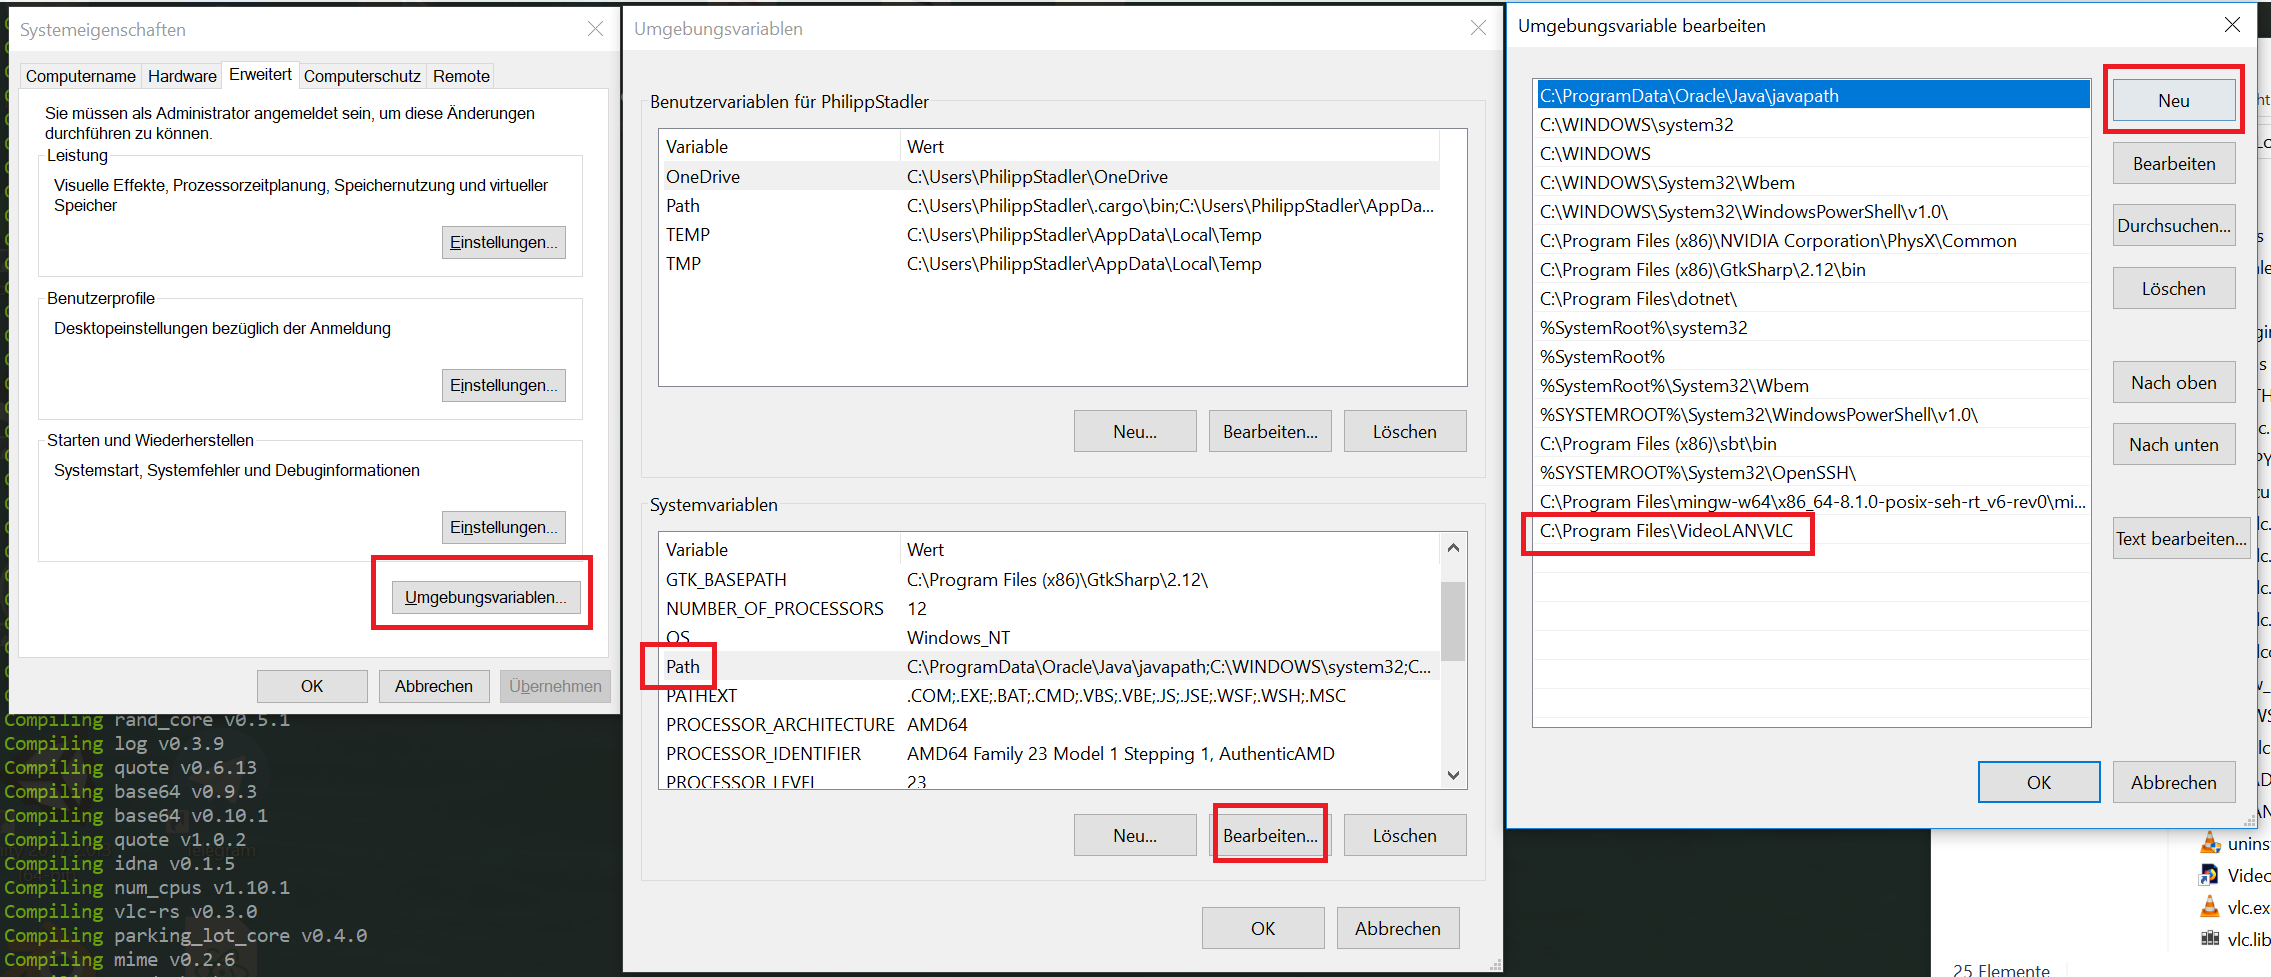 Systemeigenschaften
Computername
Hardware
Erweitert
Computerschutz
Remote
Sie müssen als Administrator angemeldet sein, um diese Änderungen
durchführen zu können.
Leistung
Visuelle Effekte, Prozessorzeitplanung, Speichernutzung und virtueller
Speicher
Einstellungen...
Benutzerprofile
Desktopeinstellungen bezüglich der Anmeldung
Einstellungen...
Starten und Wiederherstellen
Systemstart, Systemfehler und Debuginformationen
Einstellungen...
Umgebungsvariablen...
OK
Abbrechen
Übernehmen
Compiling rand_core v0.5.1
Compiling log v0.3.9
Compiling quote v0.6.13
Compiling base64 v0.9.3
Compiling base64 v0.10.1
Compiling quote v1.0.2
Compiling idna v0.1.5
Compiling num_cpus v1.10.1
Compiling vlc-rs v0.3.0
Compiling parking_lot_core v0.4.0
Compiling mime v0.2.6
Umgebungsvariablen
Benutzervariablen für PhilippStadler
Variable Wert
OneDrive C:\Users\PhilippStadler\OneDrive
Path C:\Users\PhilippStadler\.cargo\bin;C:\Users\PhilippStadler\AppDa...
TEMP C:\Users\PhilippStadler\AppData\Local\Temp
TMP C:\Users\PhilippStadler\AppData\Local\Temp
Neu...
Bearbeiten...
Löschen
Systemvariablen
Variable Wert
GTK_BASEPATH C:\Program Files (x86)\GtkSharp\2.12\
NUMBER_OF_PROCESSORS 12
OS Windows_NT
Path C:\ProgramData\Oracle\Java\javapath;C:\WINDOWS\system32;C...
PATHEXT .COM;.EXE;.BAT;.CMD;.VBS;.VBE;.JS;.JSE;.WSF;.WSH;.MSC
PROCESSOR_ARCHITECTURE AMD64
PROCESSOR_IDENTIFIER AMD64 Family 23 Model 1 Stepping 1, AuthenticAMD
PROCESSOR_LEVEL 23
Neu...
Bearbeiten...
Löschen
OK
Abbrechen
Umgebungsvariable bearbeiten
C:\ProgramData\Oracle\Java\javapath
C:\WINDOWS\system32
C:\WINDOWS
C:\WINDOWS\System32\Wbem
C:\WINDOWS\System32\WindowsPowerShell\v1.0\
C:\Program Files (x86)\NVIDIA Corporation\PhysX\Common
C:\Program Files (x86)\GtkSharp\2.12\bin
C:\Program Files\dotnet\
%SystemRoot%\system32
%SystemRoot%
%SystemRoot%\System32\Wbem
%SYSTEMROOT%\System32\WindowsPowerShell\v1.0\
C:\Program Files (x86)\sbt\bin
%SYSTEMROOT%\System32\OpenSSH\
C:\Program Files\mingw-w64\x86_64-8.1.0-posix-seh-rt_v6-rev0\mi...
C:\Program Files\VideoLAN\VLC
Neu
Bearbeiten
Durchsuchen...
Löschen
Nach oben
Nach unten
Text bearbeiten...
OK
Abbrechen
unins
Video
vlc.ex
vlc.lib
25 Elemente